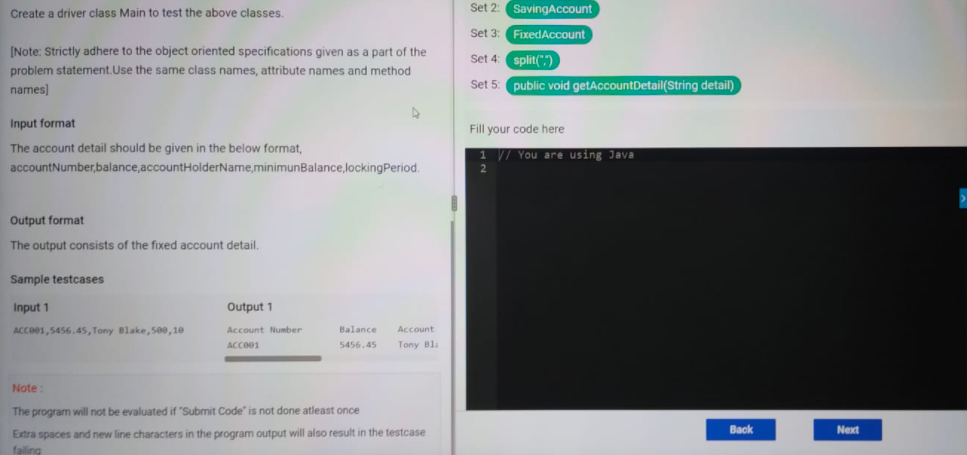 Create a driver class Main to test the above classes.
[Note: Strictly adhere to the object oriented specifications given as a part of the
problem statement.Use the same class names, attribute names and method
names]
Input format
The account detail should be given in the below format,
accountNumber,balance,accountHolderName,minimunBalance,lockingPeriod.
Output format
The output consists of the fixed account detail.
Sample testcases
Input 1
Output 1
ACC001,5456.45,Tony Blake,500,10
Account Number Balance Account
ACC001 5456.45 Tony
Note :
The program will not be evaluated if "Submit Code" is not done atleast once
Extra spaces and new line characters in the program output will also result in the testcase
failing
Set 2: SavingAccount
Set 3: FixedAccount
Set 4: split(",")
Set 5: public void getAccountDetail(String detail)
Fill your code here
1 // You are using Java
2
Back
Next